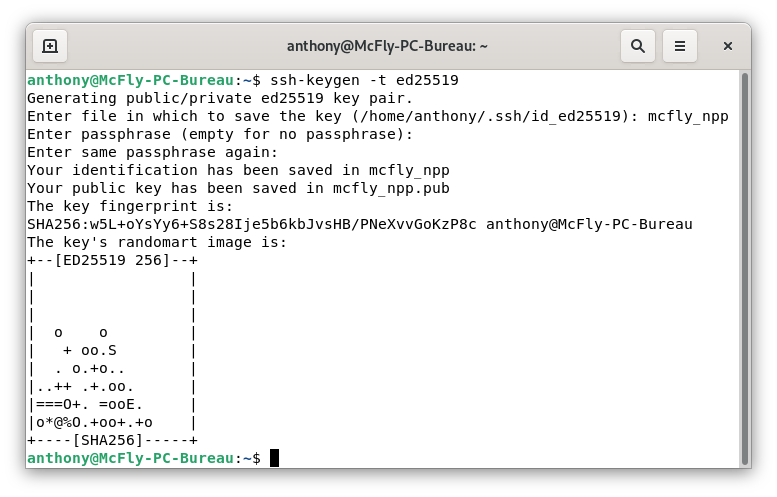 anthony@McFly-PC-Bureau: ~
anthony@McFly-PC-Bureau:~$ ssh-keygen -t ed25519
Generating public/private ed25519 key pair.
Enter file in which to save the key (/home/anthony/.ssh/id_ed25519): mcfly_npp
Enter passphrase (empty for no passphrase):
Enter same passphrase again:
Your identification has been saved in mcfly_npp
Your public key has been saved in mcfly_npp.pub
The key fingerprint is:
SHA256:w5L+oYsYy6+S8s28Ije5b6kbJvsHB/PNeXvvGoKzP8c anthony@McFly-PC-Bureau
The key's randomart image is:
+--[ED25519 256]--+
|                 |
|                 |
|                 |
|  o    o         |
|   + oo.S        |
|  . o.+o..       |
|..++ .+.oo.      |
|===O+. =ooE.     |
|o*@%O.+oo+.+o    |
+----[SHA256]-----+
anthony@McFly-PC-Bureau:~$